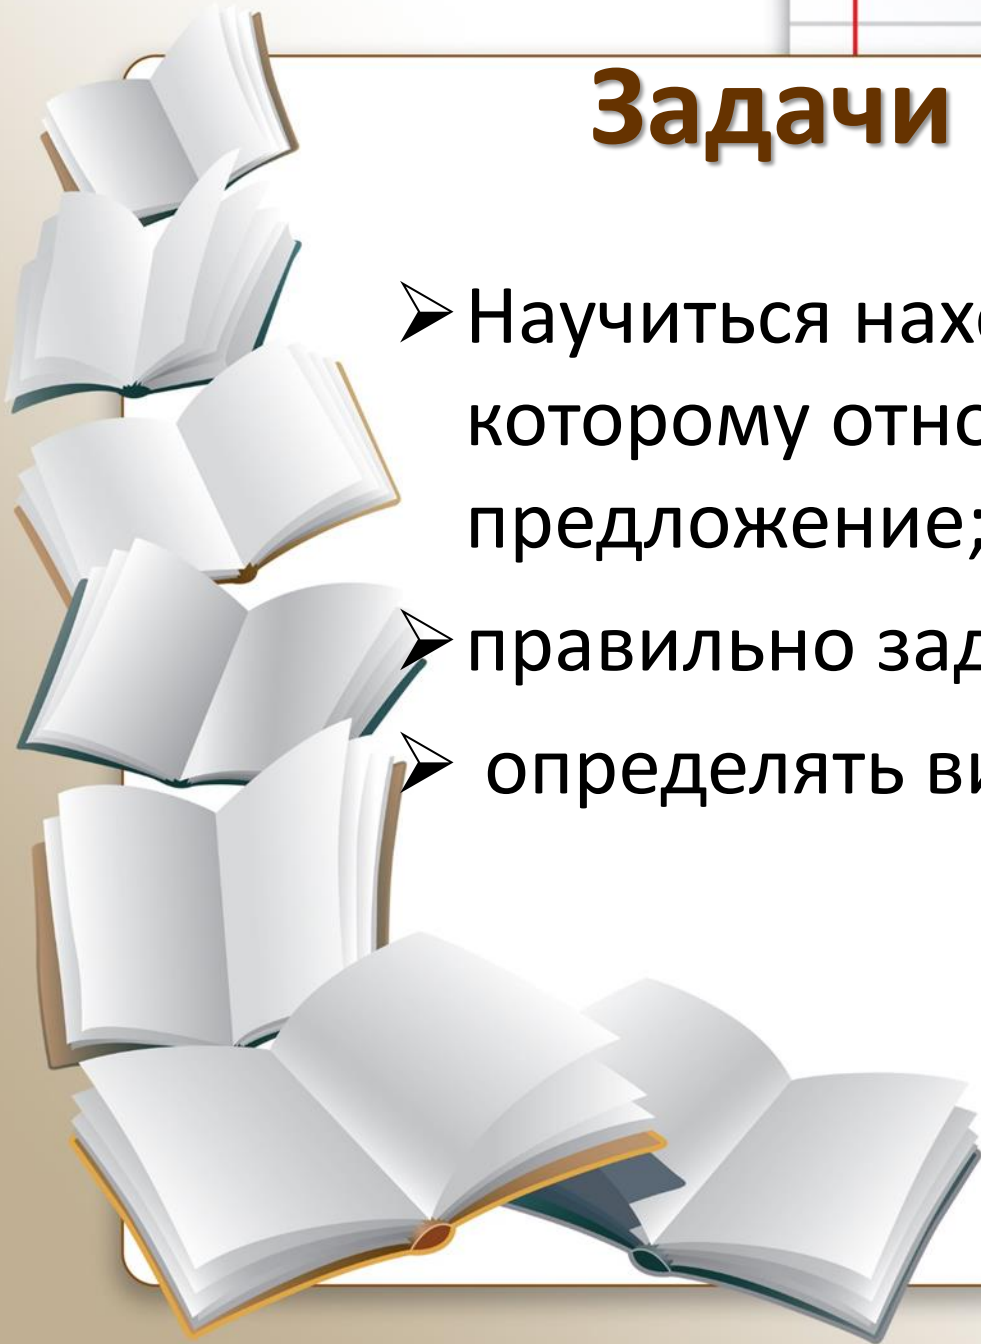 Задачи
➢ Научиться нах
которому отно
предложение;
➢ правильно зад
➢ определять ви